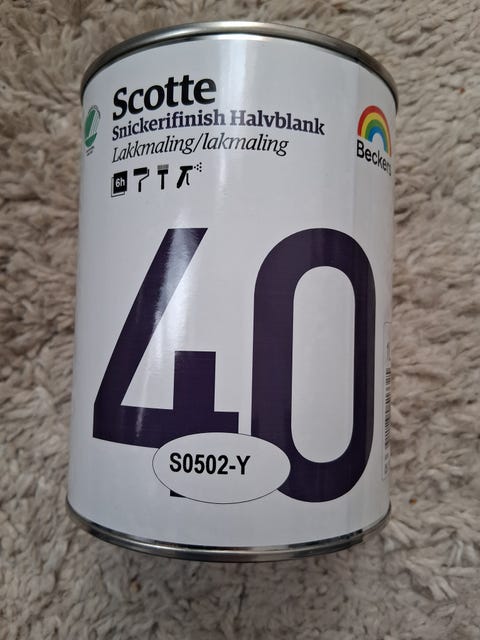 Scotte
Snickerifinish Halvblank
Lakkmaling/lakmaling
Beckers
6h
40
S0502-Y